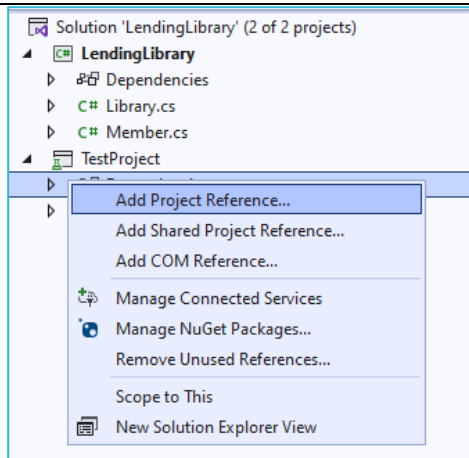 Solution 'LendingLibrary' (2 of 2 projects)
C# LendingLibrary
Dependencies
C# Library.cs
C# Member.cs
TestProject
Add Project Reference...
Add Shared Project Reference...
Add COM Reference...
Manage Connected Services
Manage NuGet Packages...
Remove Unused References...
Scope to This
New Solution Explorer View